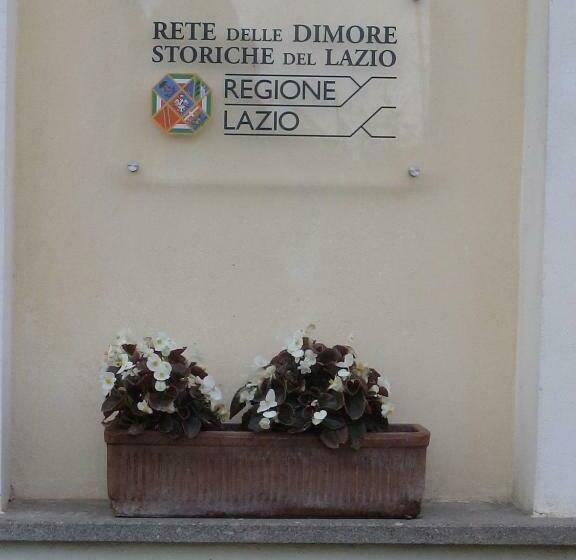 RETE DELLE DIMORE
STORICHE DEL LAZIO
REGIONE
LAZIO